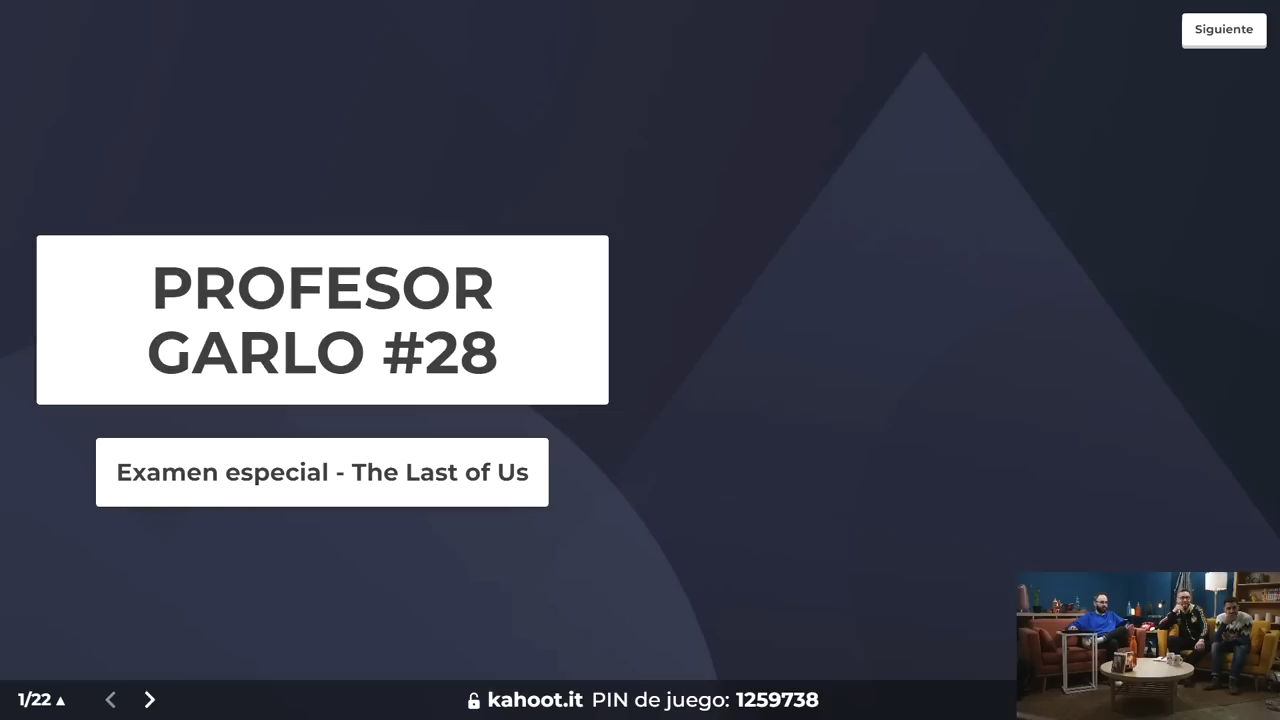 Siguiente
PROFESOR
GARLO #28
Examen especial - The Last of Us
1/22
kahoot.it PIN de juego: 1259738